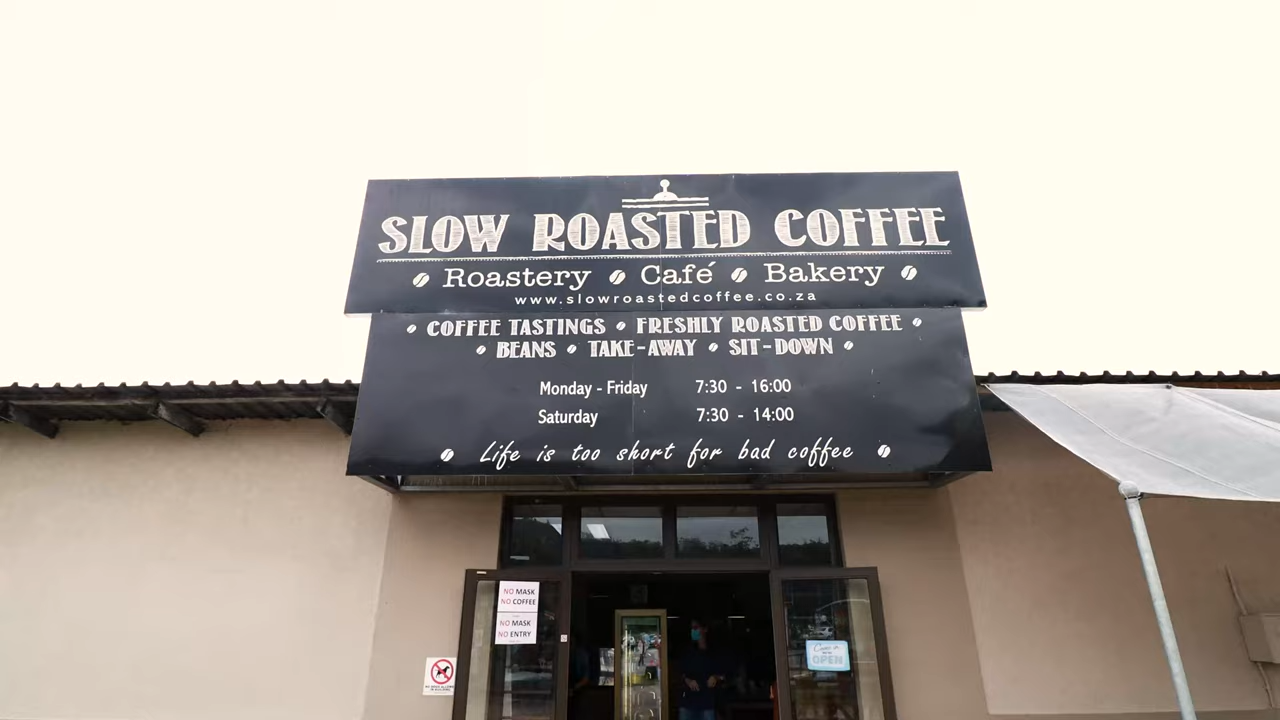 SLOW ROASTED COFFEE
Roastery Café Bakery
www.slowroastedcoffee.co.za
COFFEE TASTINGS FRESHLY ROASTED COFFEE
BEANS TAKE-AWAY SIT-DOWN
Monday - Friday 7:30 - 16:00
Saturday 7:30 - 14:00
Life is too short for bad coffee
NO MASK
NO COFFEE
NO MASK
NO ENTRY
OPEN